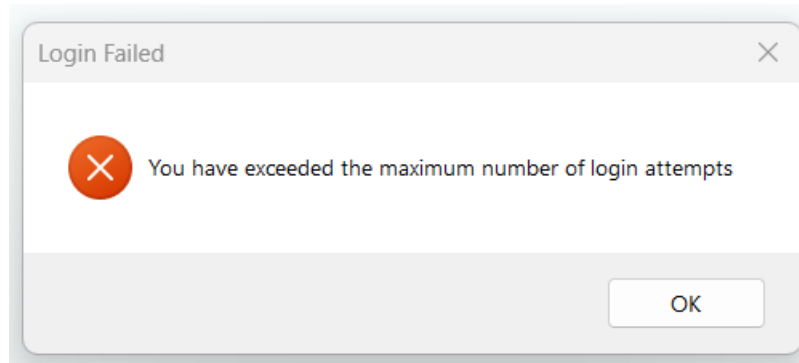 Login Failed
You have exceeded the maximum number of login attempts
OK